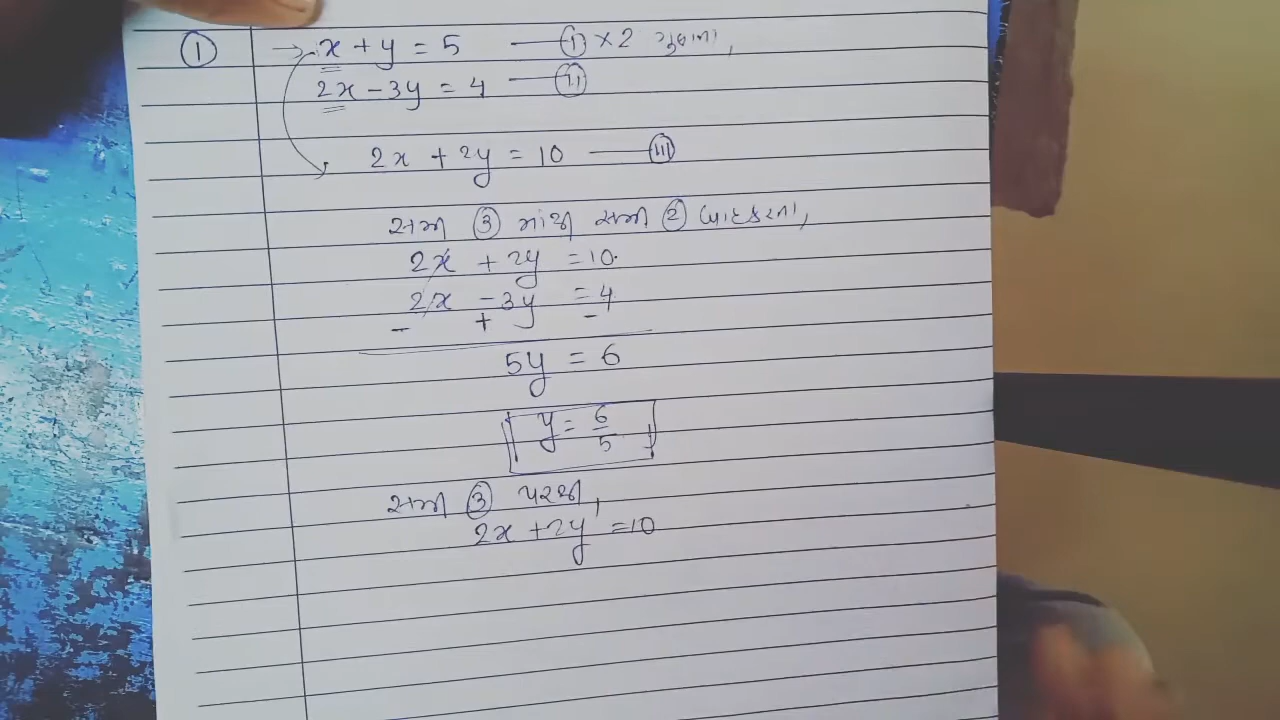 ① → x + y = 5 —— ⓘ × 2 ગુણતા,
2x - 3y = 4 —— ⓘⓘ
2x + 2y = 10 —— ⓘⓘⓘ
સમી ③ માંથી સમી ② બાદકરતા,
2x + 2y = 10
2x - 3y = 4
- + -
5y = 6
y = 6/5
સમી ③ પરથી,
2x + 2y = 10